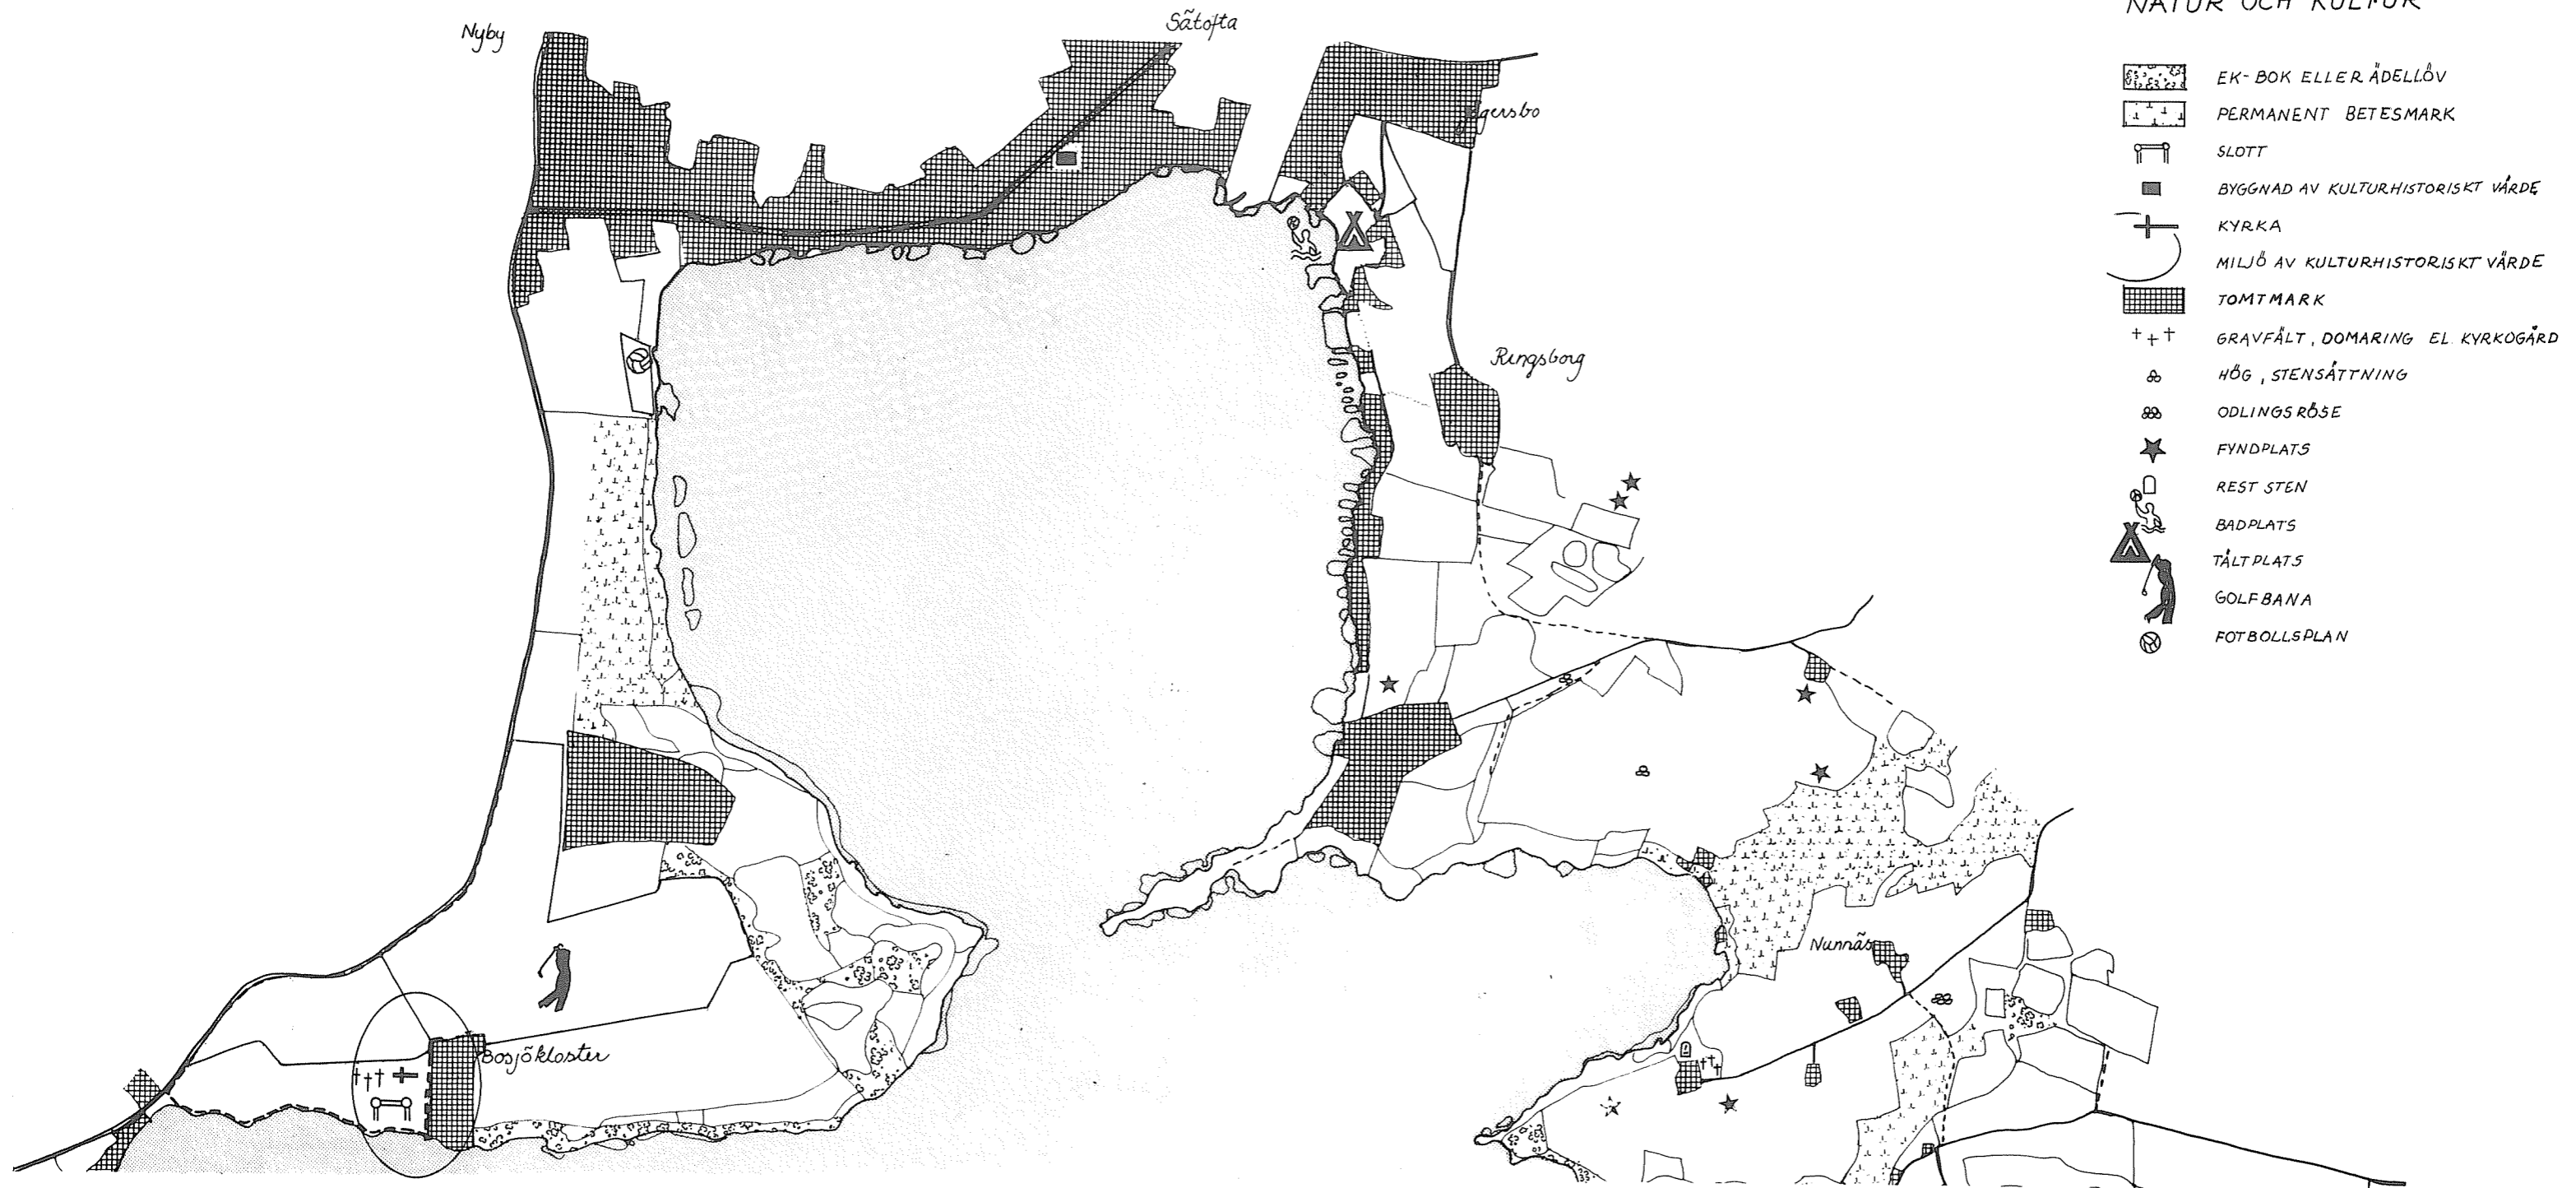 Nyby
Sätofta
gersbo
Ringsborg
Nunnäs
Bosjökloster
NATUR OCH KULTUR
EK- BOK ELLER ÄDELLÖV
PERMANENT BETESMARK
SLOTT
BYGGNAD AV KULTURHISTORISKT VÄRDE
KYRKA
MILJÖ AV KULTURHISTORISKT VÄRDE
TOMTMARK
GRAVFÄLT, DOMARING EL. KYRKOGÅRD
HÖG, STENSÄTTNING
ODLINGSRÖSE
FYNDPLATS
REST STEN
BADPLATS
TÄLTPLATS
GOLFBANA
FOTBOLLSPLAN